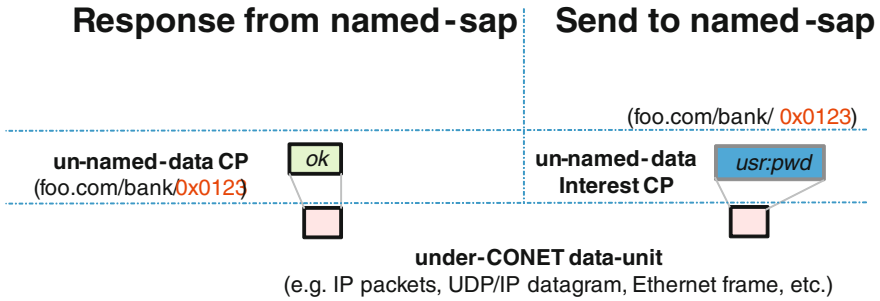 Response from named-sap
Send to named-sap
(foo.com/bank/ 0x0123)
un-named-data CP
(foo.com/bank/0x0123)
ok
un-named-data
Interest CP
usr:pwd
under-CONET data-unit
(e.g. IP packets, UDP/IP datagram, Ethernet frame, etc.)